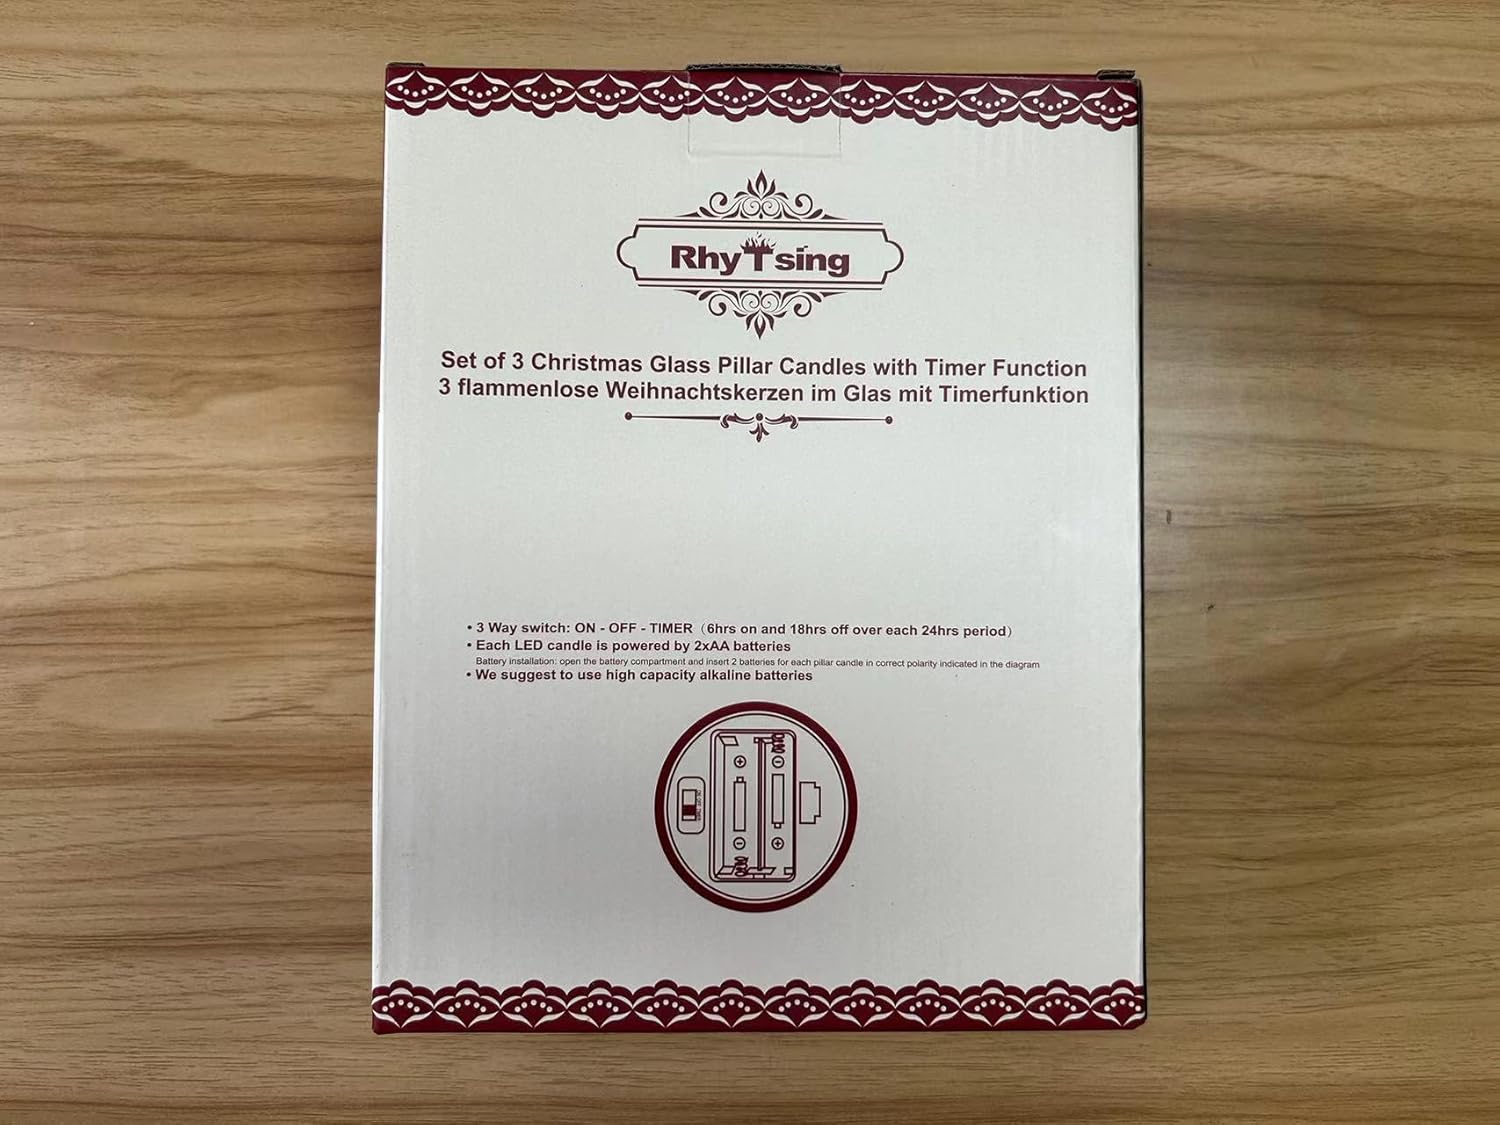 RhyTsing
Set of 3 Christmas Glass Pillar Candles with Timer Function
3 flammenlose Weihnachtskerzen im Glas mit Timerfunktion
• 3 Way switch: ON - OFF - TIMER（6hrs on and 18hrs off over each 24hrs period）
• Each LED candle is powered by 2xAA batteries
Battery installation: open the battery compartment and insert 2 batteries for each pillar candle in correct polarity indicated in the diagram
• We suggest to use high capacity alkaline batteries